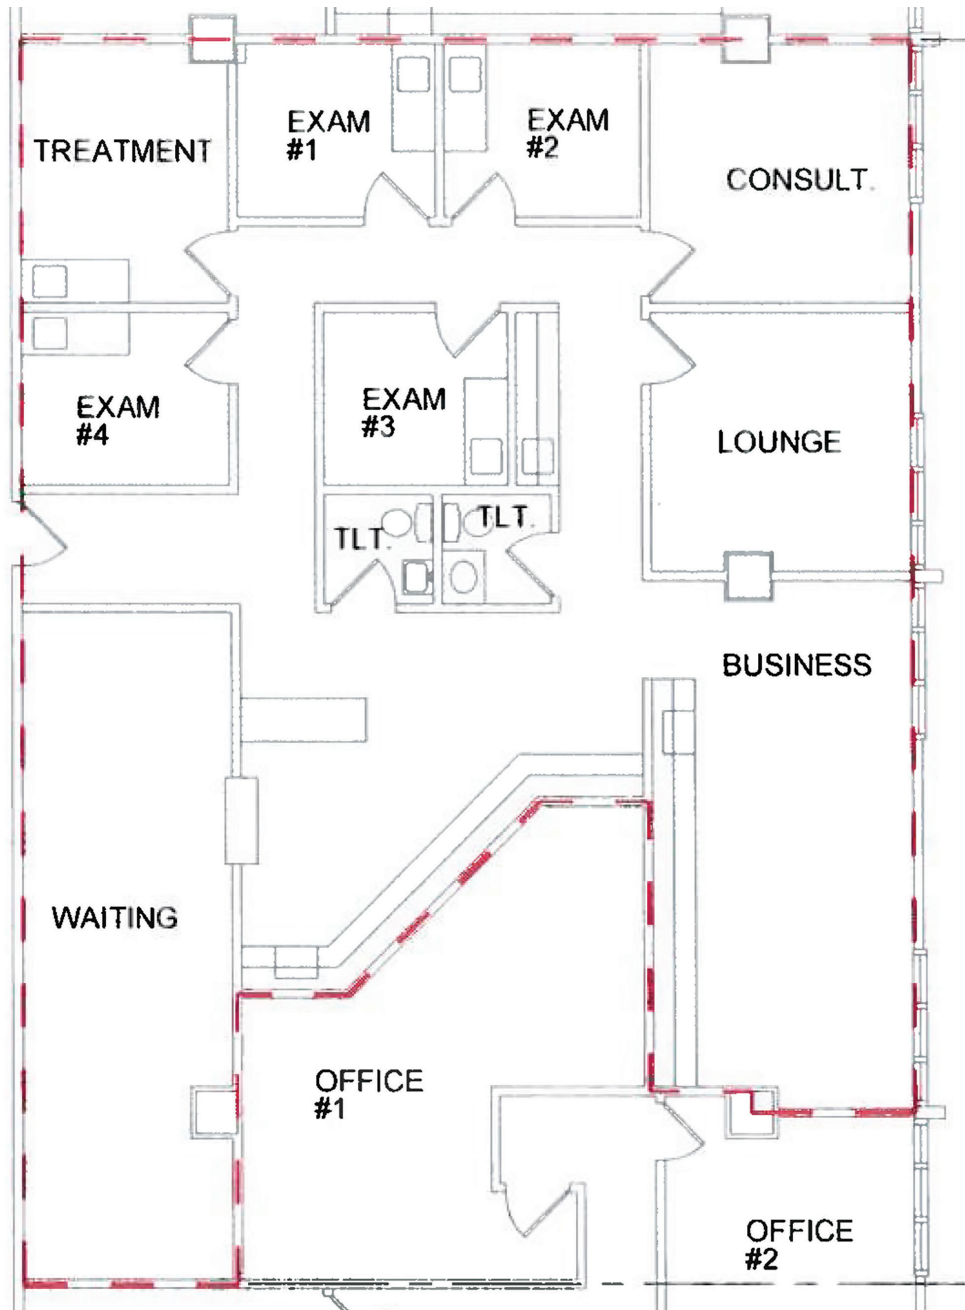 TREATMENT
EXAM
#1
EXAM
#2
CONSULT.
EXAM
#4
EXAM
#3
LOUNGE
TLT.
TLT.
BUSINESS
WAITING
OFFICE
#1
OFFICE
#2